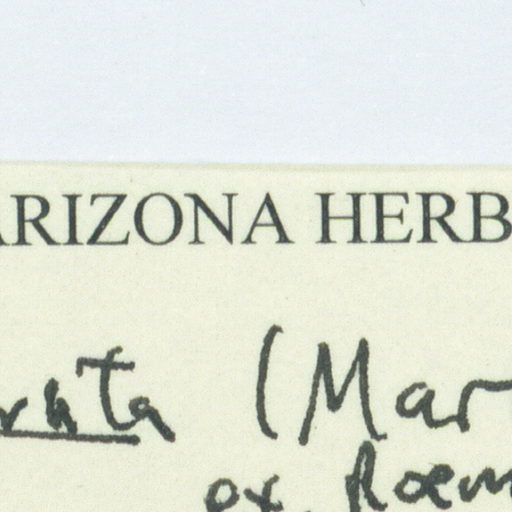 ARIZONA HERB
(Mar
ex Roem